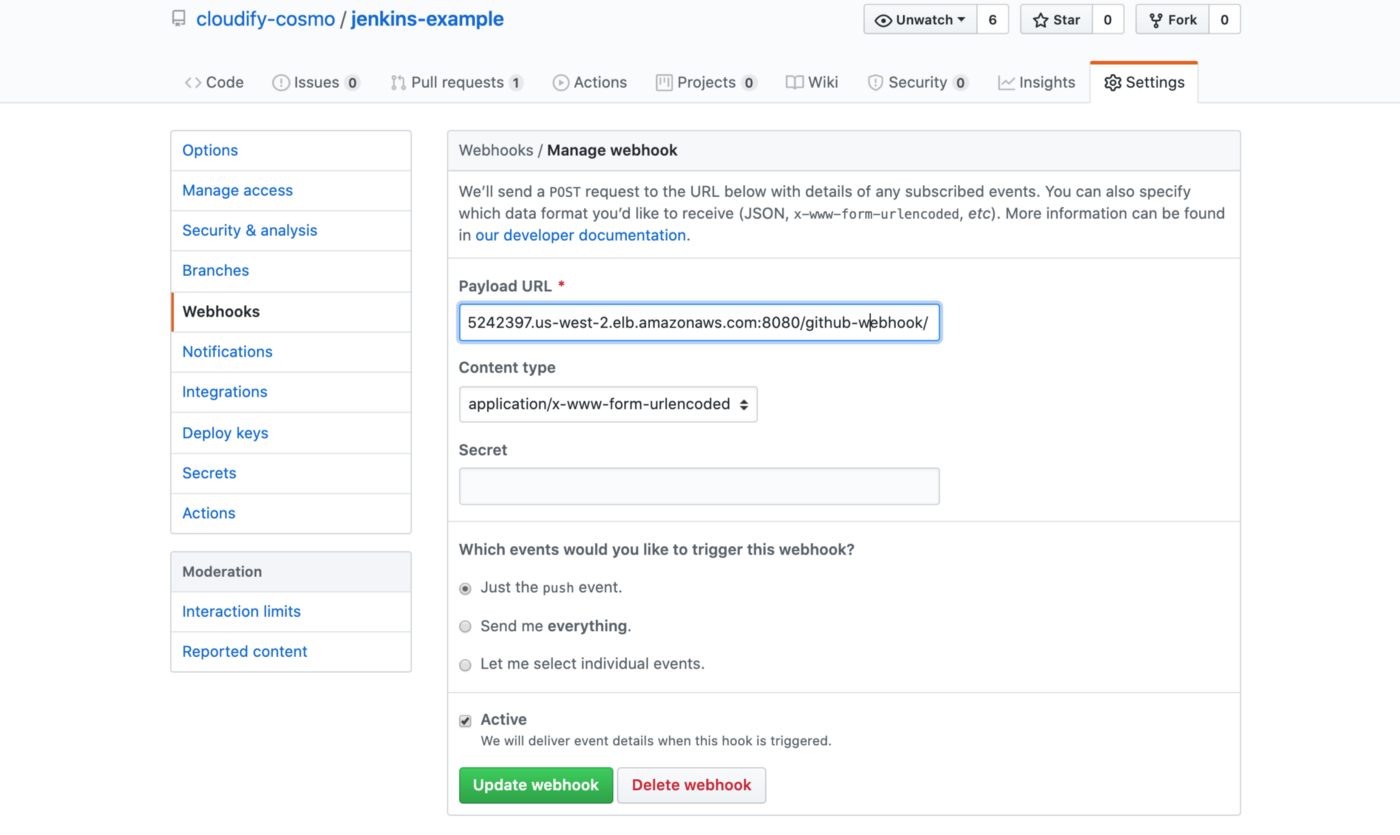 cloudify-cosmo / jenkins-example
Unwatch 6 Star 0 Fork 0
Code Issues 0 Pull requests 1 Actions Projects 0 Wiki Security 0 Insights Settings
Options
Manage access
Security & analysis
Branches
Webhooks
Notifications
Integrations
Deploy keys
Secrets
Actions
Moderation
Interaction limits
Reported content
Webhooks / Manage webhook
We’ll send a POST request to the URL below with details of any subscribed events. You can also specify
which data format you’d like to receive (JSON, x-www-form-urlencoded, etc). More information can be found
in our developer documentation.
Payload URL *
5242397.us-west-2.elb.amazonaws.com:8080/github-webhook/
Content type
application/x-www-form-urlencoded
Secret
Which events would you like to trigger this webhook?
Just the push event.
Send me everything.
Let me select individual events.
Active
We will deliver event details when this hook is triggered.
Update webhook Delete webhook